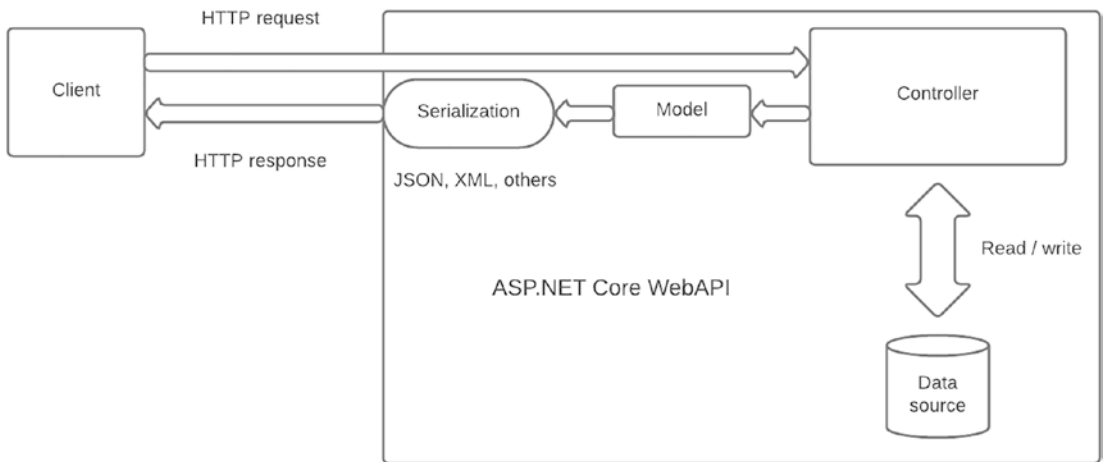 HTTP request
Client
Controller
Serialization
Model
HTTP response
JSON, XML, others
Read / write
ASP.NET Core WebAPI
Data
source